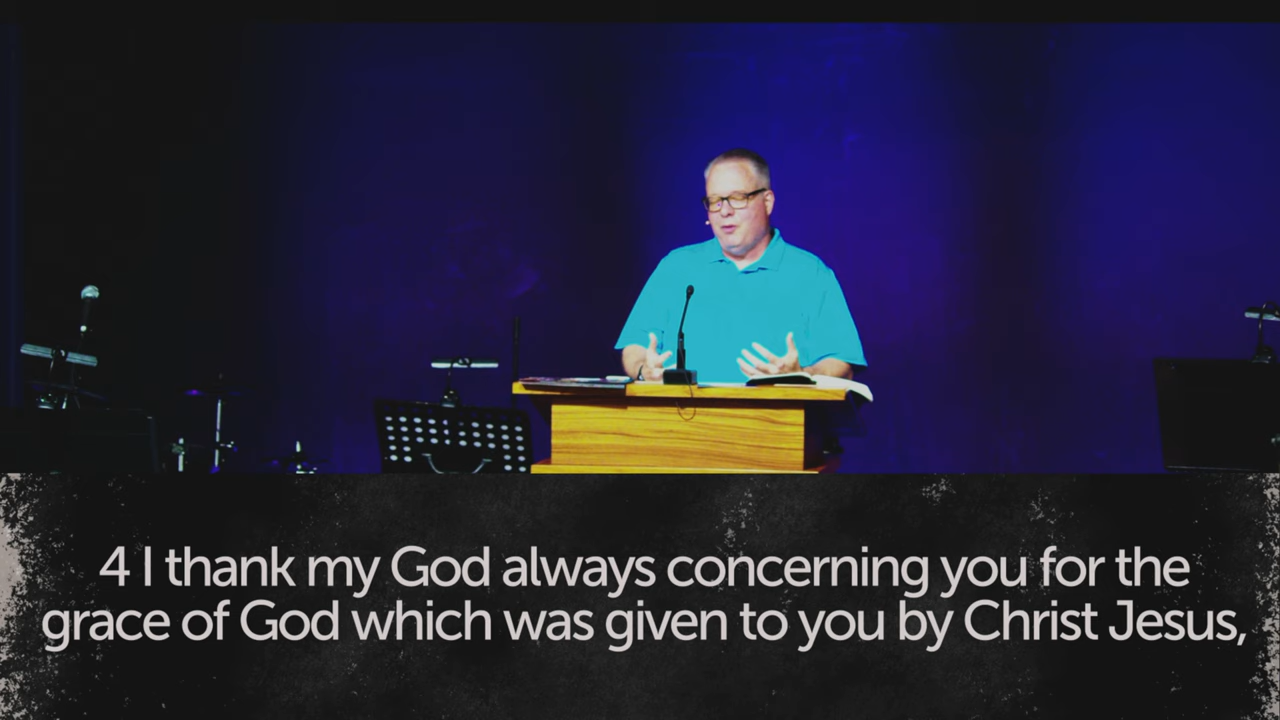 4 I thank my God always concerning you for the
grace of God which was given to you by Christ Jesus,